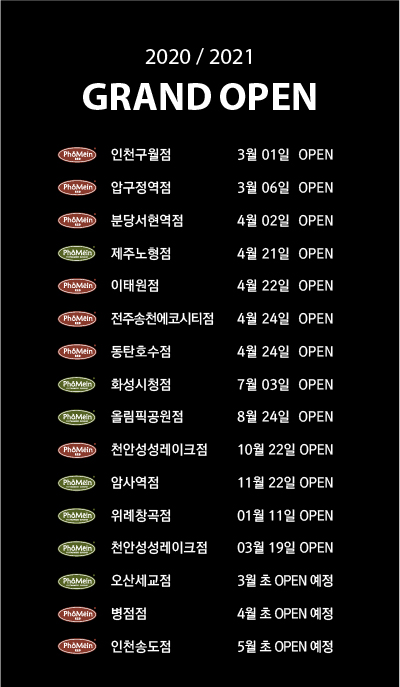 2020 / 2021
GRAND OPEN
PhoMein 인천구월점 3월 01일 OPEN
PhoMein 압구정역점 3월 06일 OPEN
PhoMein 분당서현역점 4월 02일 OPEN
PhoMein 제주노형점 4월 21일 OPEN
PhoMein 이태원점 4월 22일 OPEN
PhoMein 전주송천에코시티점 4월 24일 OPEN
PhoMein 동탄호수점 4월 24일 OPEN
PhoMein 화성시청점 7월 03일 OPEN
PhoMein 올림픽공원점 8월 24일 OPEN
PhoMein 천안성성레이크점 10월 22일 OPEN
PhoMein 암사역점 11월 22일 OPEN
PhoMein 위례창곡점 01월 11일 OPEN
PhoMein 천안성성레이크점 03월 19일 OPEN
PhoMein 오산세교점 3월 초 OPEN 예정
PhoMein 병점점 4월 초 OPEN 예정
PhoMein 인천송도점 5월 초 OPEN 예정